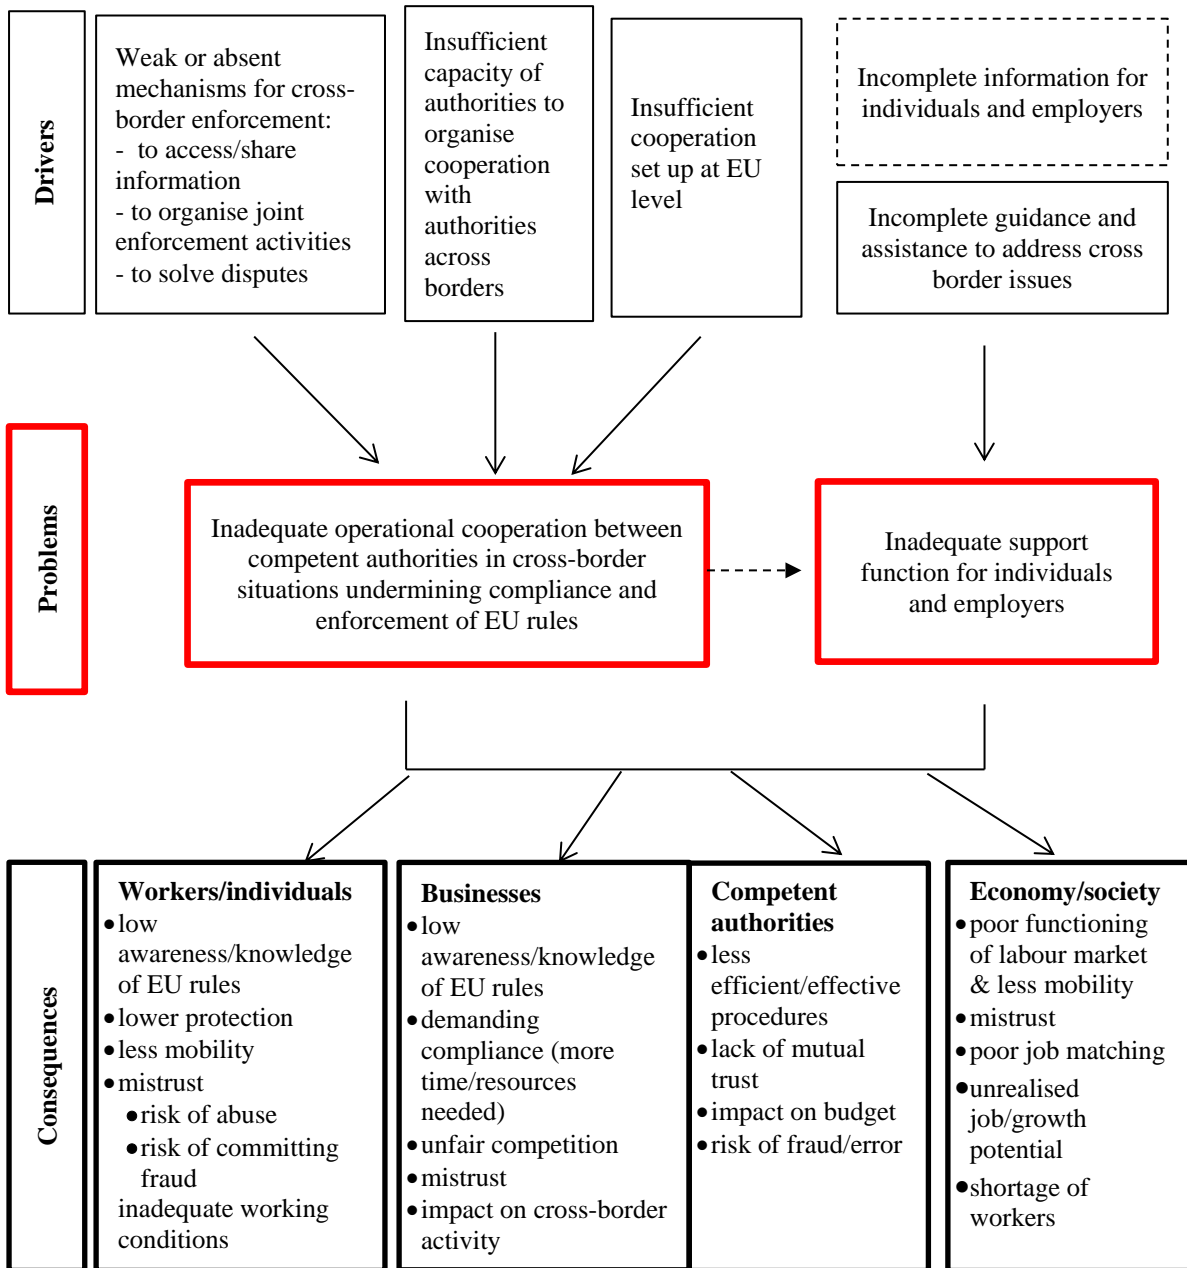 Drivers
Weak or absent
mechanisms for cross-
border enforcement:
- to access/share
information
- to organise joint
enforcement activities
- to solve disputes
Insufficient
capacity of
authorities to
organise
cooperation
with
authorities
across
borders
Insufficient
cooperation
set up at EU
level
Incomplete information for
individuals and employers
Incomplete guidance and
assistance to address cross
border issues
Problems
Inadequate operational cooperation between
competent authorities in cross-border
situations undermining compliance and
enforcement of EU rules
Inadequate support
function for individuals
and employers
Consequences
Workers/individuals
• low
awareness/knowledge
of EU rules
• lower protection
• less mobility
• mistrust
• risk of abuse
• risk of committing
fraud
inadequate working
conditions
Businesses
• low
awareness/knowledge
of EU rules
• demanding
compliance (more
time/resources
needed)
• unfair competition
• mistrust
• impact on cross-border
activity
Competent
authorities
• less
efficient/effective
procedures
• lack of mutual
trust
• impact on budget
• risk of fraud/error
Economy/society
• poor functioning
of labour market
& less mobility
• mistrust
• poor job matching
• unrealised
job/growth
potential
• shortage of
workers